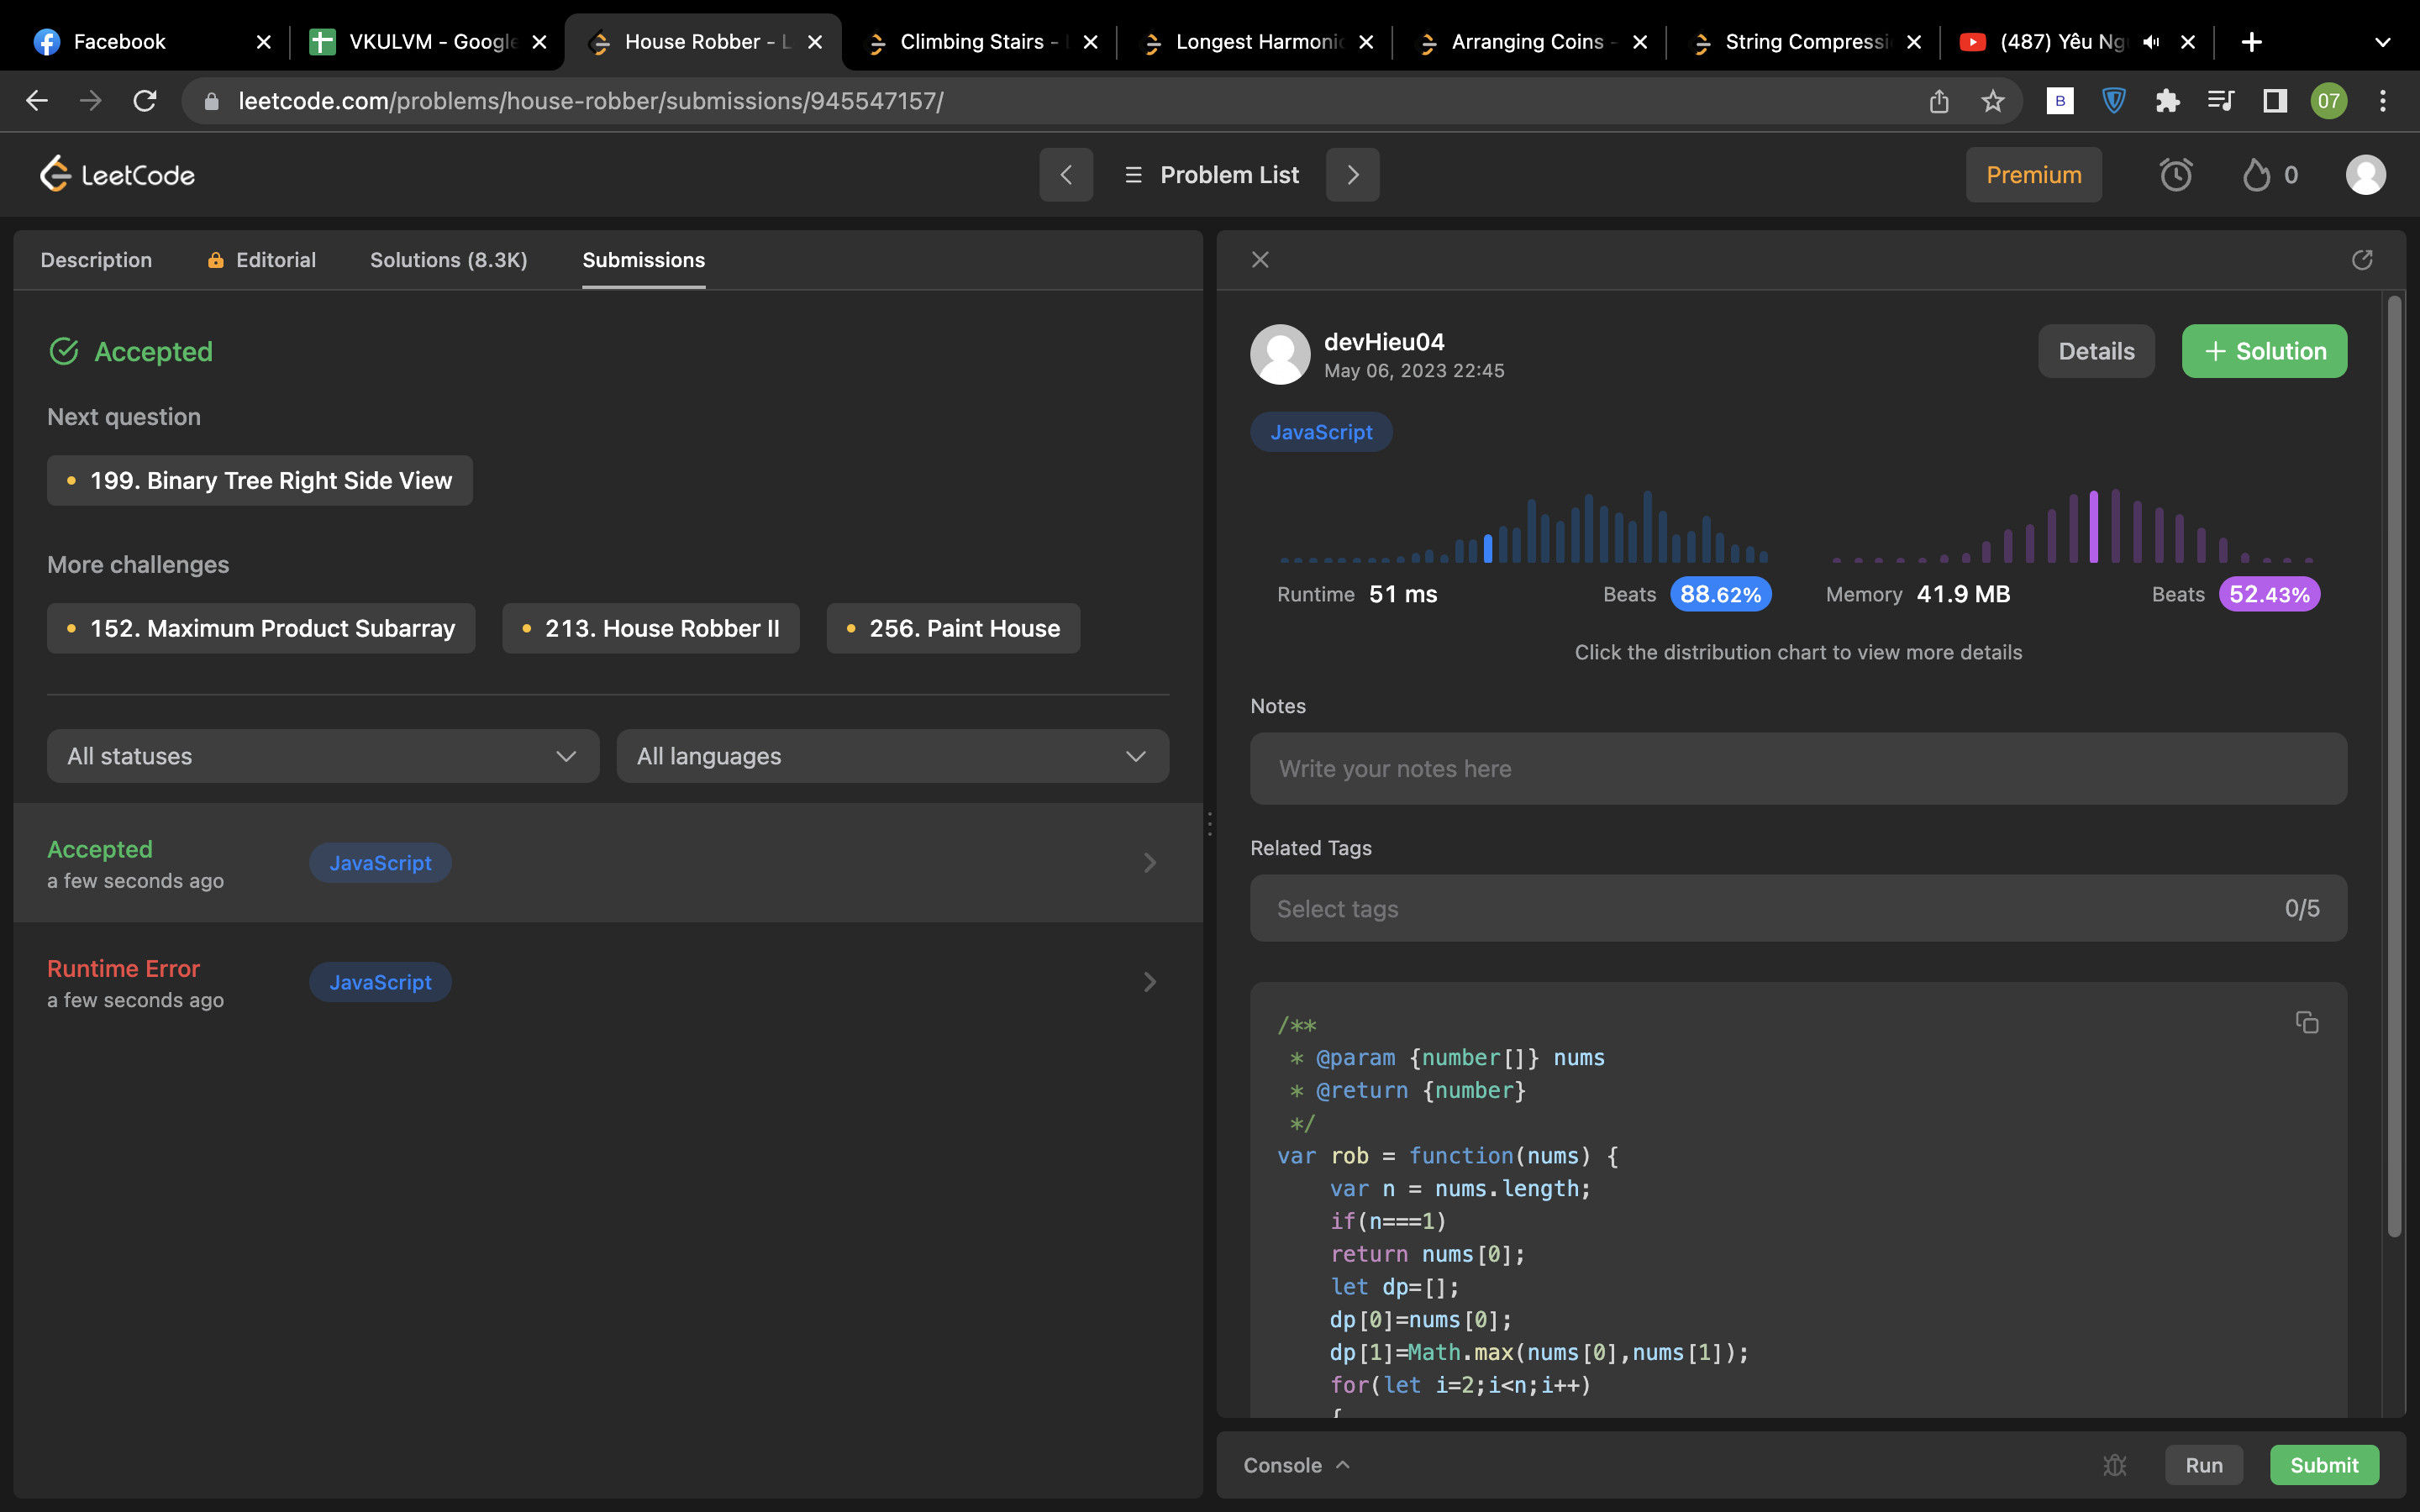 Facebook
VKULVM - Google
House Robber - L
Climbing Stairs -
Longest Harmonic
Arranging Coins -
String Compressi
(487) Yêu Ng
leetcode.com/problems/house-robber/submissions/945547157/
B
07
LeetCode
Problem List
Premium
0
Description
Editorial
Solutions (8.3K)
Submissions
Accepted
Next question
199. Binary Tree Right Side View
More challenges
152. Maximum Product Subarray
213. House Robber II
256. Paint House
All statuses
All languages
Accepted
a few seconds ago
JavaScript
Runtime Error
a few seconds ago
JavaScript
devHieu04
May 06, 2023 22:45
Details
+ Solution
JavaScript
Runtime 51 ms
Beats 88.62%
Memory 41.9 MB
Beats 52.43%
Click the distribution chart to view more details
Notes
Write your notes here
Related Tags
Select tags
0/5
/**
 * @param {number[]} nums
 * @return {number}
 */
var rob = function(nums) {
    var n = nums.length;
    if(n===1)
    return nums[0];
    let dp=[];
    dp[0]=nums[0];
    dp[1]=Math.max(nums[0],nums[1]);
    for(let i=2;i<n;i++)
    {
Console
Run
Submit